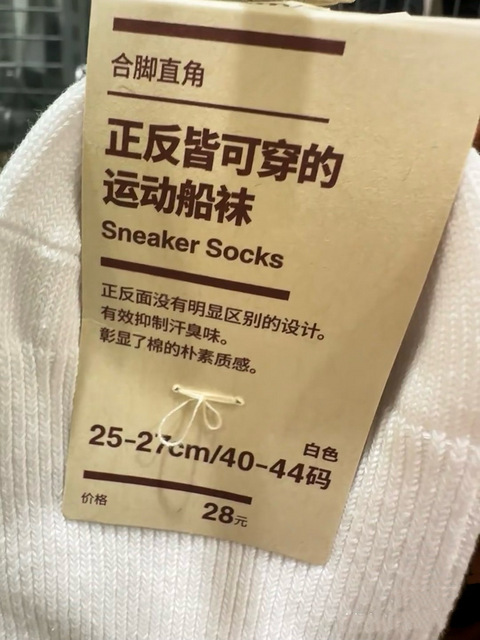 合脚直角
正反皆可穿的
运动船袜
Sneaker Socks
正反面没有明显区别的设计。
有效抑制汗臭味。
彰显了棉的朴素质感。
白色
25-27cm/40-44码
价格 28元